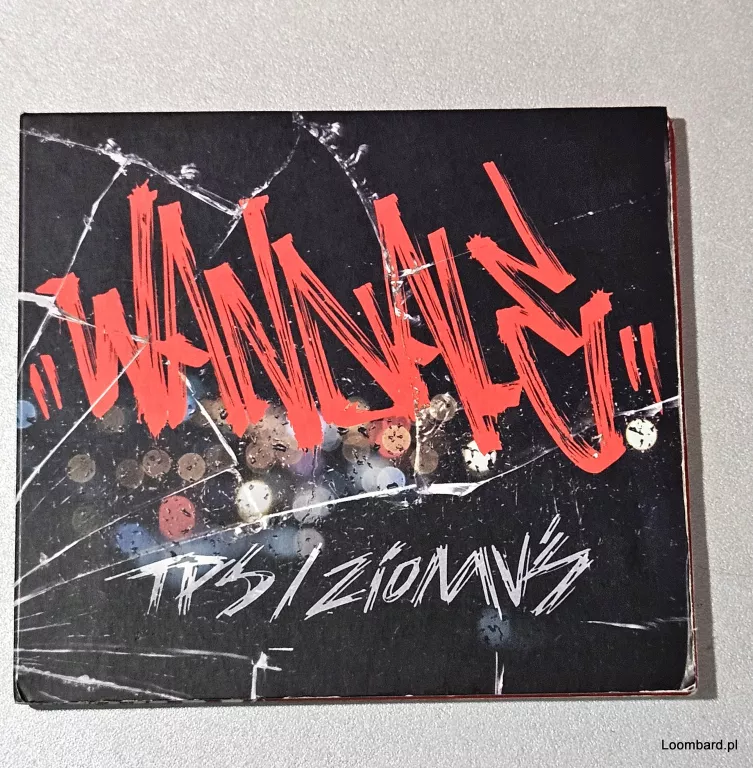 "WANDALE"
TPS / ZIOMUŚ
Loombard.pl